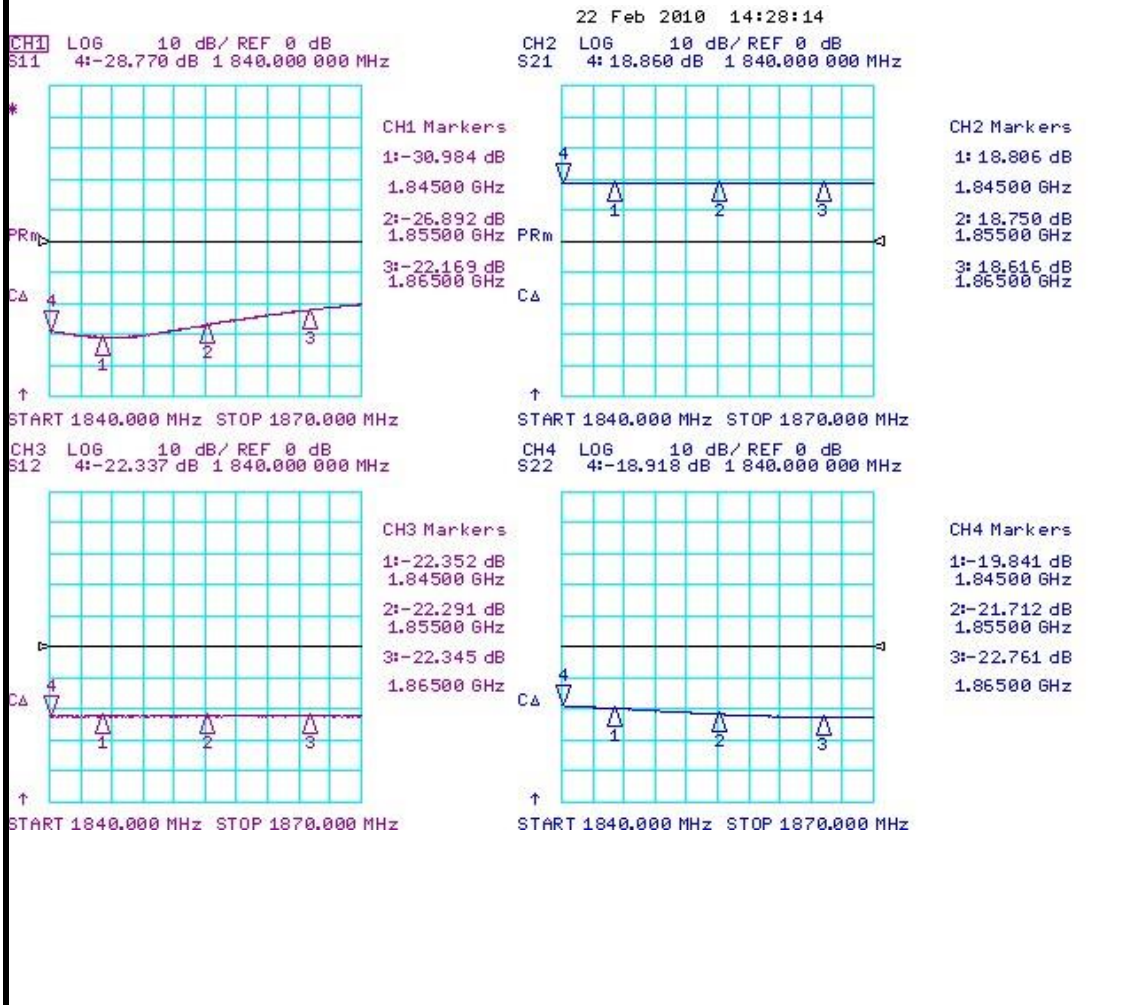 22 Feb 2010 14:28:14
CH1 LOG 10 dB/ REF 0 dB
S11 4:-28.770 dB 1 840.000 000 MHz
*
CH1 Markers
1:-30.984 dB
1.84500 GHz
2:-26.892 dB
1.85500 GHz
3:-22.169 dB
1.86500 GHz
PRm
CΔ
4
1
2
3
↑
START 1840.000 MHz STOP 1870.000 MHz
CH2 LOG 10 dB/ REF 0 dB
S21 4:18.860 dB 1 840.000 000 MHz
CH2 Markers
1:18.806 dB
1.84500 GHz
2:18.750 dB
1.85500 GHz
3:18.616 dB
1.86500 GHz
4
1
2
3
PRm
CΔ
↑
START 1840.000 MHz STOP 1870.000 MHz
CH3 LOG 10 dB/ REF 0 dB
S12 4:-22.337 dB 1 840.000 000 MHz
CH3 Markers
1:-22.352 dB
1.84500 GHz
2:-22.291 dB
1.85500 GHz
3:-22.345 dB
1.86500 GHz
CΔ
4
1
2
3
↑
START 1840.000 MHz STOP 1870.000 MHz
CH4 LOG 10 dB/ REF 0 dB
S22 4:-18.918 dB 1 840.000 000 MHz
CH4 Markers
1:-19.841 dB
1.84500 GHz
2:-21.712 dB
1.85500 GHz
3:-22.761 dB
1.86500 GHz
CΔ
4
1
2
3
↑
START 1840.000 MHz STOP 1870.000 MHz